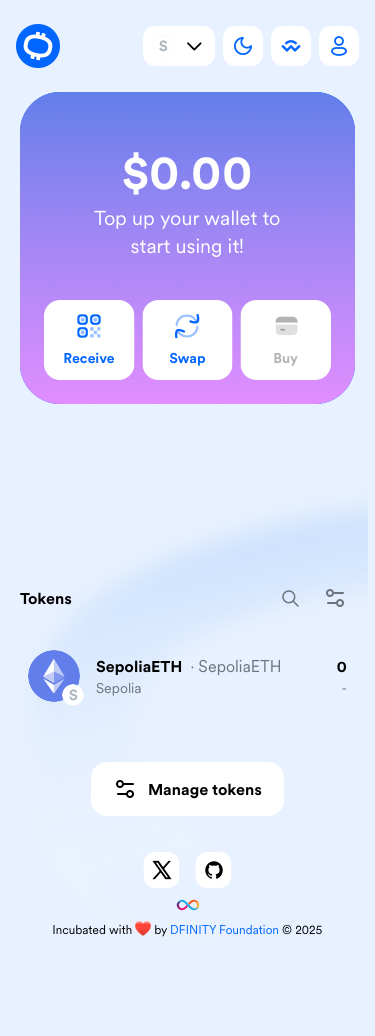 S
$0.00
Top up your wallet to
start using it!
Receive Swap Buy
Tokens
SepoliaETH · SepoliaETH 0
Sepolia -
S
Manage tokens
Incubated with ❤️ by DFINITY Foundation © 2025